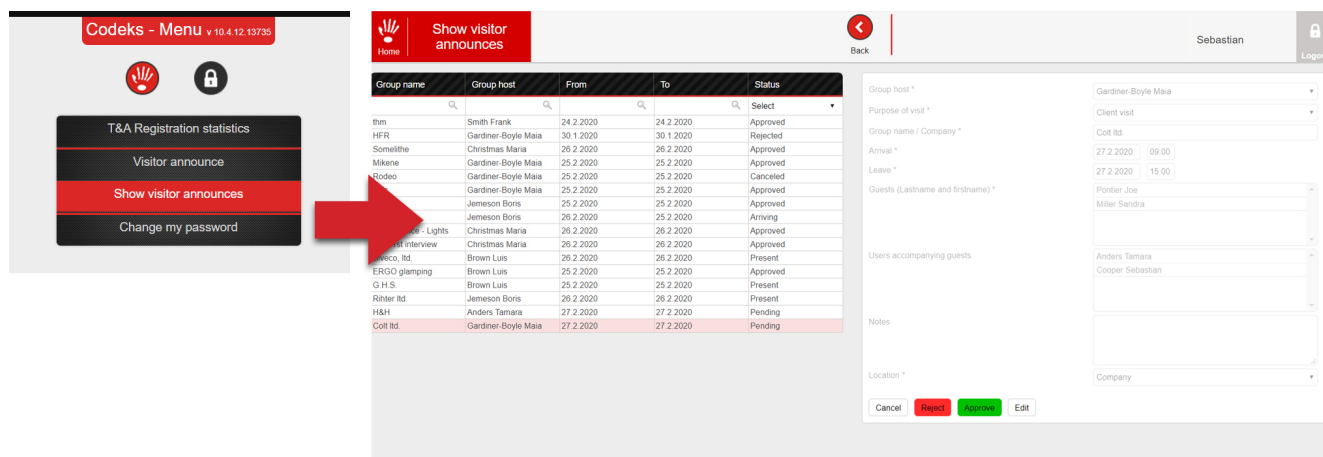 Codeks - Menu v 10.4.12.13735
T&A Registration statistics
Visitor announce
Show visitor announces
Change my password
Home
Show visitor
announces
Back
Sebastian
Group name Group host From To Status
Select
thm Smith Frank 24.2.2020 24.2.2020 Approved
HFR Gardiner-Boyle Maia 30.1.2020 30.1.2020 Rejected
Somelithe Christmas Maria 26.2.2020 26.2.2020 Approved
Mikene Gardiner-Boyle Maia 25.2.2020 25.2.2020 Approved
Rodeo Gardiner-Boyle Maia 25.2.2020 25.2.2020 Canceled
Gardiner-Boyle Maia 25.2.2020 25.2.2020 Approved
Jemeson Boris 25.2.2020 25.2.2020 Approved
Jemeson Boris 26.2.2020 25.2.2020 Arriving
- Lights Christmas Maria 26.2.2020 26.2.2020 Approved
interview Christmas Maria 26.2.2020 26.2.2020 Approved
ltd. Brown Luis 26.2.2020 26.2.2020 Present
ERGO glamping Brown Luis 25.2.2020 25.2.2020 Approved
G.H.S. Brown Luis 25.2.2020 25.2.2020 Present
Rihter ltd. Jemeson Boris 26.2.2020 26.2.2020 Present
H&H Anders Tamara 27.2.2020 27.2.2020 Pending
Colt ltd. Gardiner-Boyle Maia 27.2.2020 27.2.2020 Pending
Group host * Gardiner-Boyle Maia
Purpose of visit * Client visit
Group name / Company * Colt ltd.
Arrival * 27.2.2020 09:00
Leave * 27.2.2020 15:00
Guests (Lastname and firstname) * Pontier Joe
Miller Sandra
Users accompanying guests Anders Tamara
Cooper Sebastian
Notes
Location * Company
Cancel Reject Approve Edit